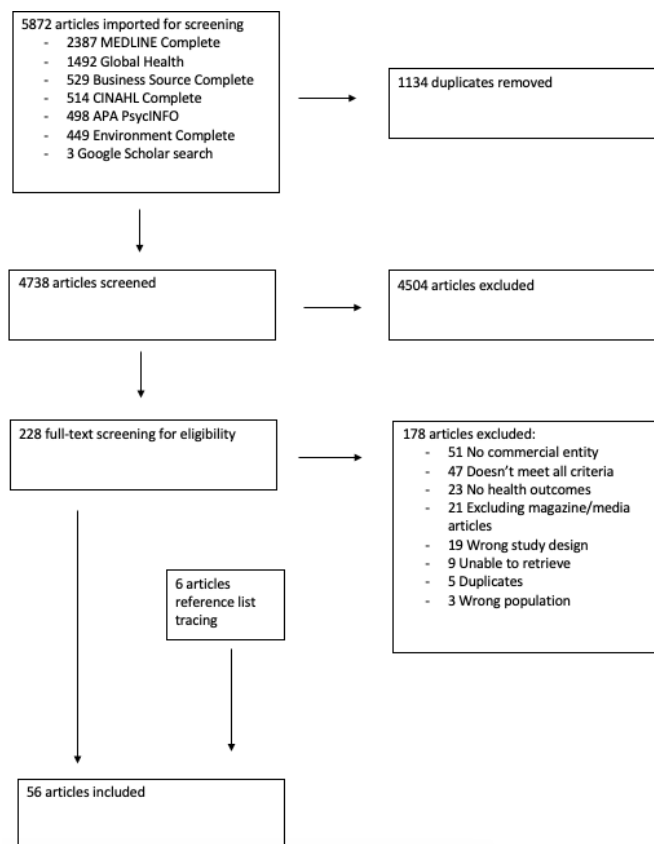 5872 articles imported for screening
- 2387 MEDLINE Complete
- 1492 Global Health
- 529 Business Source Complete
- 514 CINAHL Complete
- 498 APA PsycINFO
- 449 Environment Complete
- 3 Google Scholar search
1134 duplicates removed
4738 articles screened
4504 articles excluded
228 full-text screening for eligibility
178 articles excluded:
- 51 No commercial entity
- 47 Doesn't meet all criteria
- 23 No health outcomes
- 21 Excluding magazine/media
articles
- 19 Wrong study design
- 9 Unable to retrieve
- 5 Duplicates
- 3 Wrong population
6 articles
reference list
tracing
56 articles included